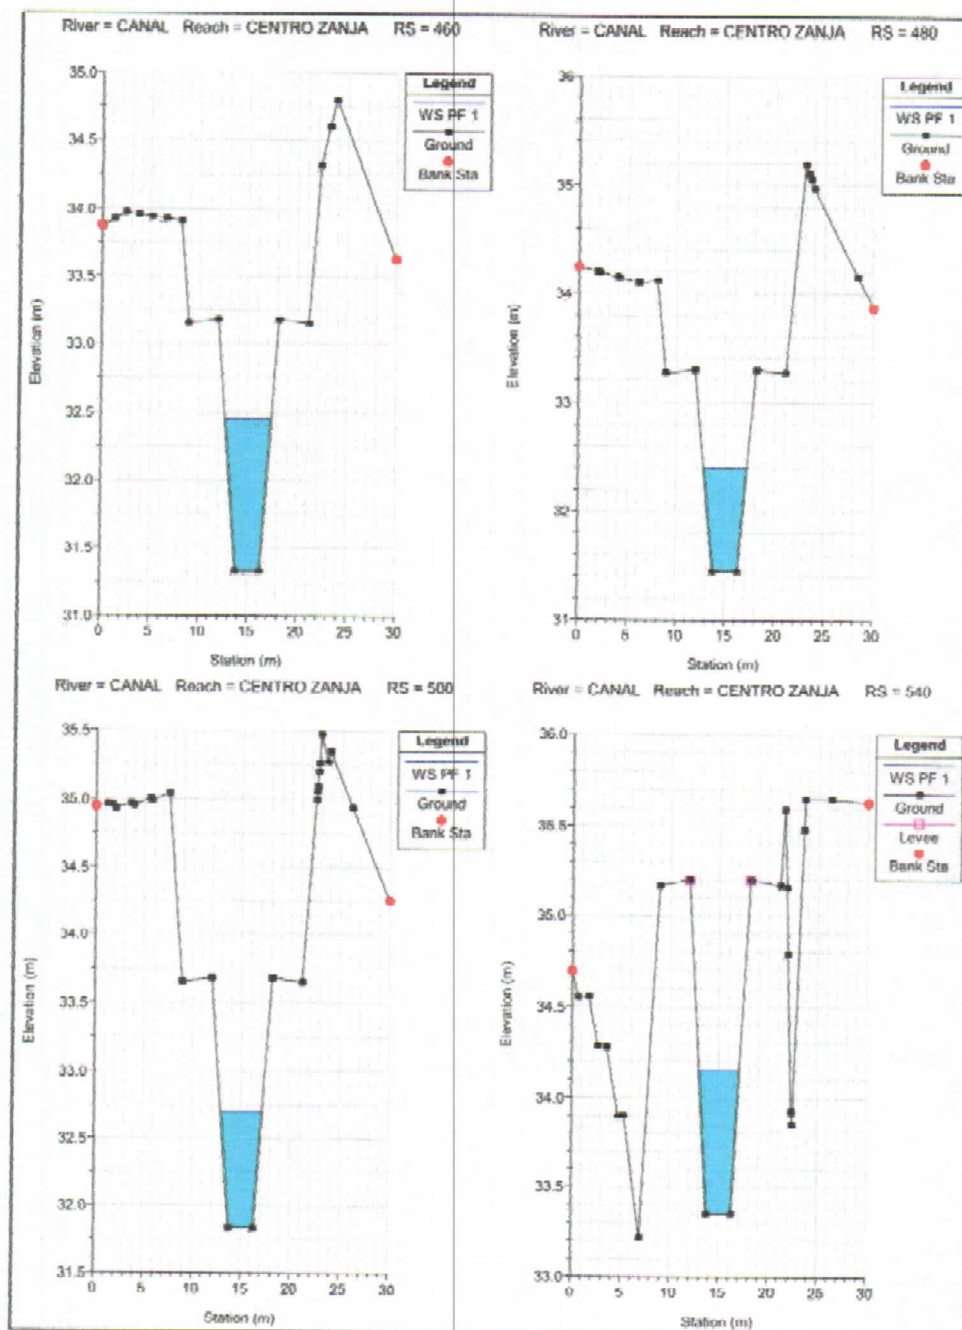 River = CANAL Reach = CENTRO ZANJA RS = 460
35.0
34.5
34.0
33.5
33.0
32.5
32.0
31.5
31.0
Elevation (m)
0 5 10 15 20 25 30
Station (m)
Legend
WS PF 1
Ground
Bank Sta
River = CANAL Reach = CENTRO ZANJA RS = 480
36
35
34
33
32
31
Elevation (m)
0 5 10 15 20 25 30
Station (m)
Legend
WS PF 1
Ground
Bank Sta
River = CANAL Reach = CENTRO ZANJA RS = 500
35.5
35.0
34.5
34.0
33.5
33.0
32.5
32.0
31.5
Elevation (m)
0 5 10 15 20 25 30
Station (m)
Legend
WS PF 1
Ground
Bank Sta
River = CANAL Reach = CENTRO ZANJA RS = 540
36.0
35.5
35.0
34.5
34.0
33.5
33.0
Elevation (m)
0 5 10 15 20 25 30
Station (m)
Legend
WS PF 1
Ground
Levee
Bank Sta